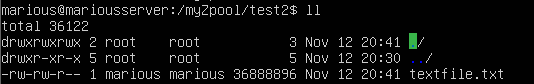 marious@mariousserver:/myZpool/test2$ ll
total 36122
drwxrwxrwx 2 root    root           3 Nov 12 20:41 ./
drwxr-xr-x 5 root    root           5 Nov 12 20:30 ../
-rw-rw-r-- 1 marious marious 36888896 Nov 12 20:41 textfile.txt